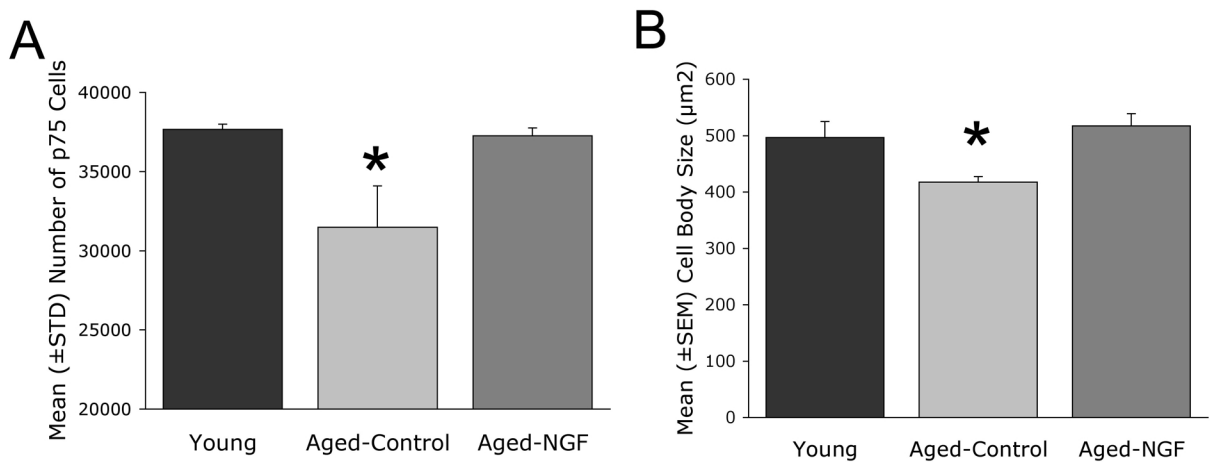 A
Mean (±STD) Number of p75 Cells
40000
35000
30000
25000
20000
*
Young
Aged-Control
Aged-NGF
B
Mean (±SEM) Cell Body Size (μm2)
600
500
400
300
200
100
0
*
Young
Aged-Control
Aged-NGF